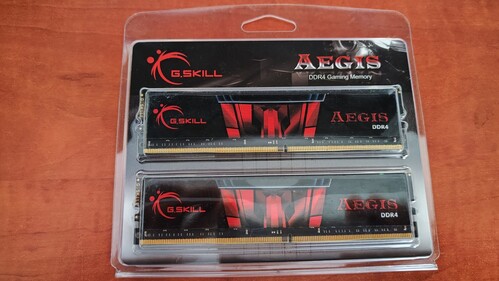 G.SKILL
AEGIS
DDR4 Gaming Memory
G.SKILL
AEGIS
DDR4
G.SKILL
AEGIS
DDR4